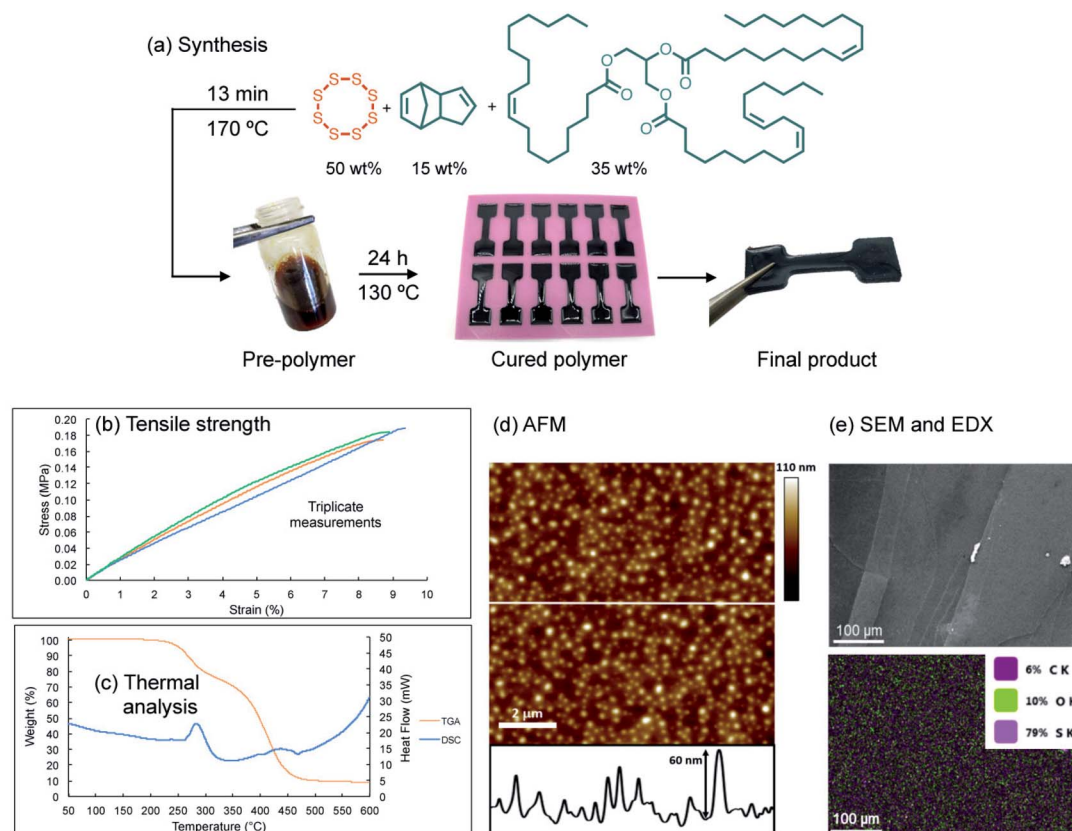 (a) Synthesis
13 min
170 ºC
S S S S S S S S
+
+
O O O O O O
50 wt%
15 wt%
35 wt%
24 h
130 ºC
Pre-polymer
Cured polymer
Final product
(b) Tensile strength
Stress (MPa)
0.20
0.18
0.16
0.14
0.12
0.10
0.08
0.06
0.04
0.02
0.00
Triplicate
measurements
0 1 2 3 4 5 6 7 8 9 10
Strain (%)
(c) Thermal
analysis
Weight (%)
100
90
80
70
60
50
40
30
20
10
0
50
45
40
35
30
25
20
15
10
5
0
Heat Flow (mW)
TGA
DSC
50 100 150 200 250 300 350 400 450 500 550 600
Temperature (°C)
(d) AFM
110 nm
2 µm
60 nm
(e) SEM and EDX
100 µm
6% C K
10% O K
79% S K
100 µm